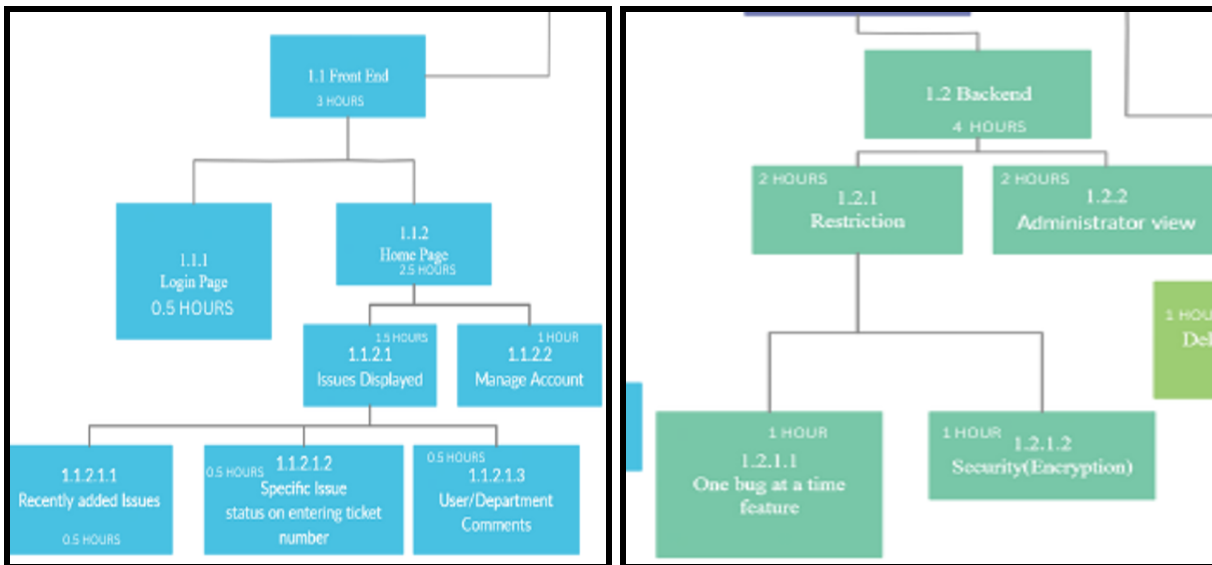 1.1 Front End
3 HOURS
1.1.1
Login Page
0.5 HOURS
1.1.2
Home Page
2.5 HOURS
1.5 HOURS
1.1.2.1
Issues Displayed
1 HOUR
1.1.2.2
Manage Account
1.1.2.1.1
Recently added Issues
0.5 HOURS
0.5 HOURS
1.1.2.1.2
Specific Issue
status on entering ticket
number
0.5 HOURS
1.1.2.1.3
User/Department
Comments
1.2 Backend
4 HOURS
2 HOURS
1.2.1
Restriction
2 HOURS
1.2.2
Administrator view
1 HOU
Del
1 HOUR
1.2.1.1
One bug at a time
feature
1 HOUR
1.2.1.2
Security(Encryption)